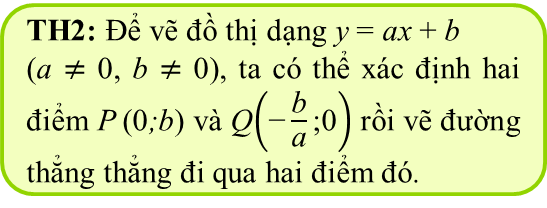 TH2: Để vẽ đồ thị dạng y = ax + b
(a ≠ 0, b ≠ 0), ta có thể xác định hai
điểm P (0;b) và Q(−b/a;0) rồi vẽ đường
thẳng thẳng đi qua hai điểm đó.